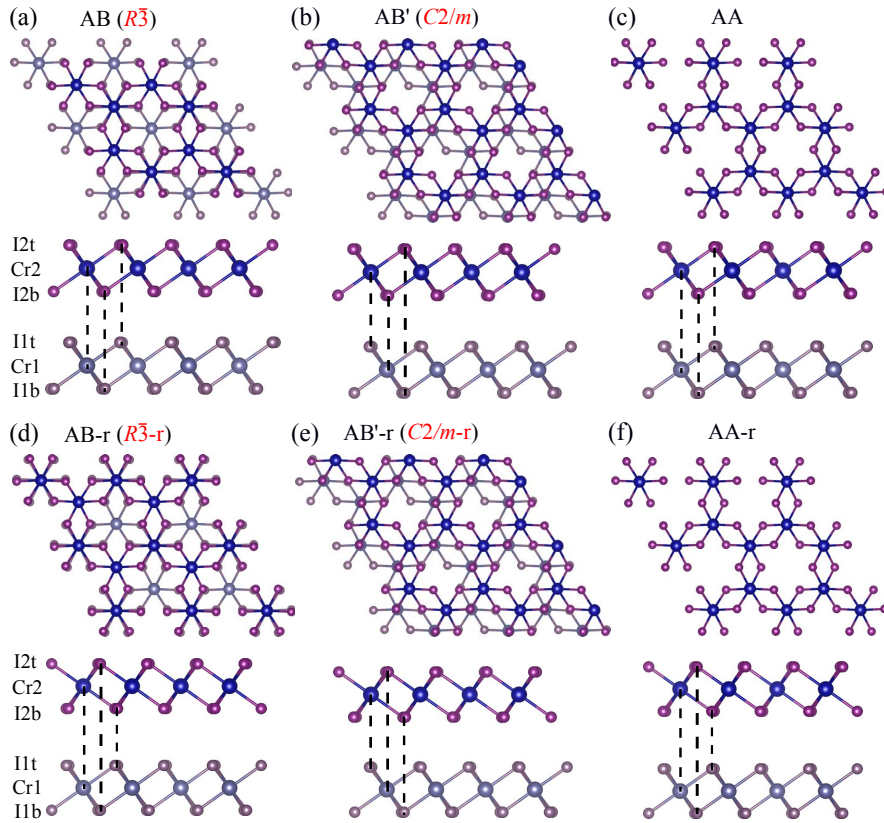 (a) AB (R3̅) (b) AB' (C2/m) (c) AA
I2t
Cr2
I2b
I1t
Cr1
I1b
(d) AB-r (R3̅-r) (e) AB'-r (C2/m-r) (f) AA-r
I2t
Cr2
I2b
I1t
Cr1
I1b